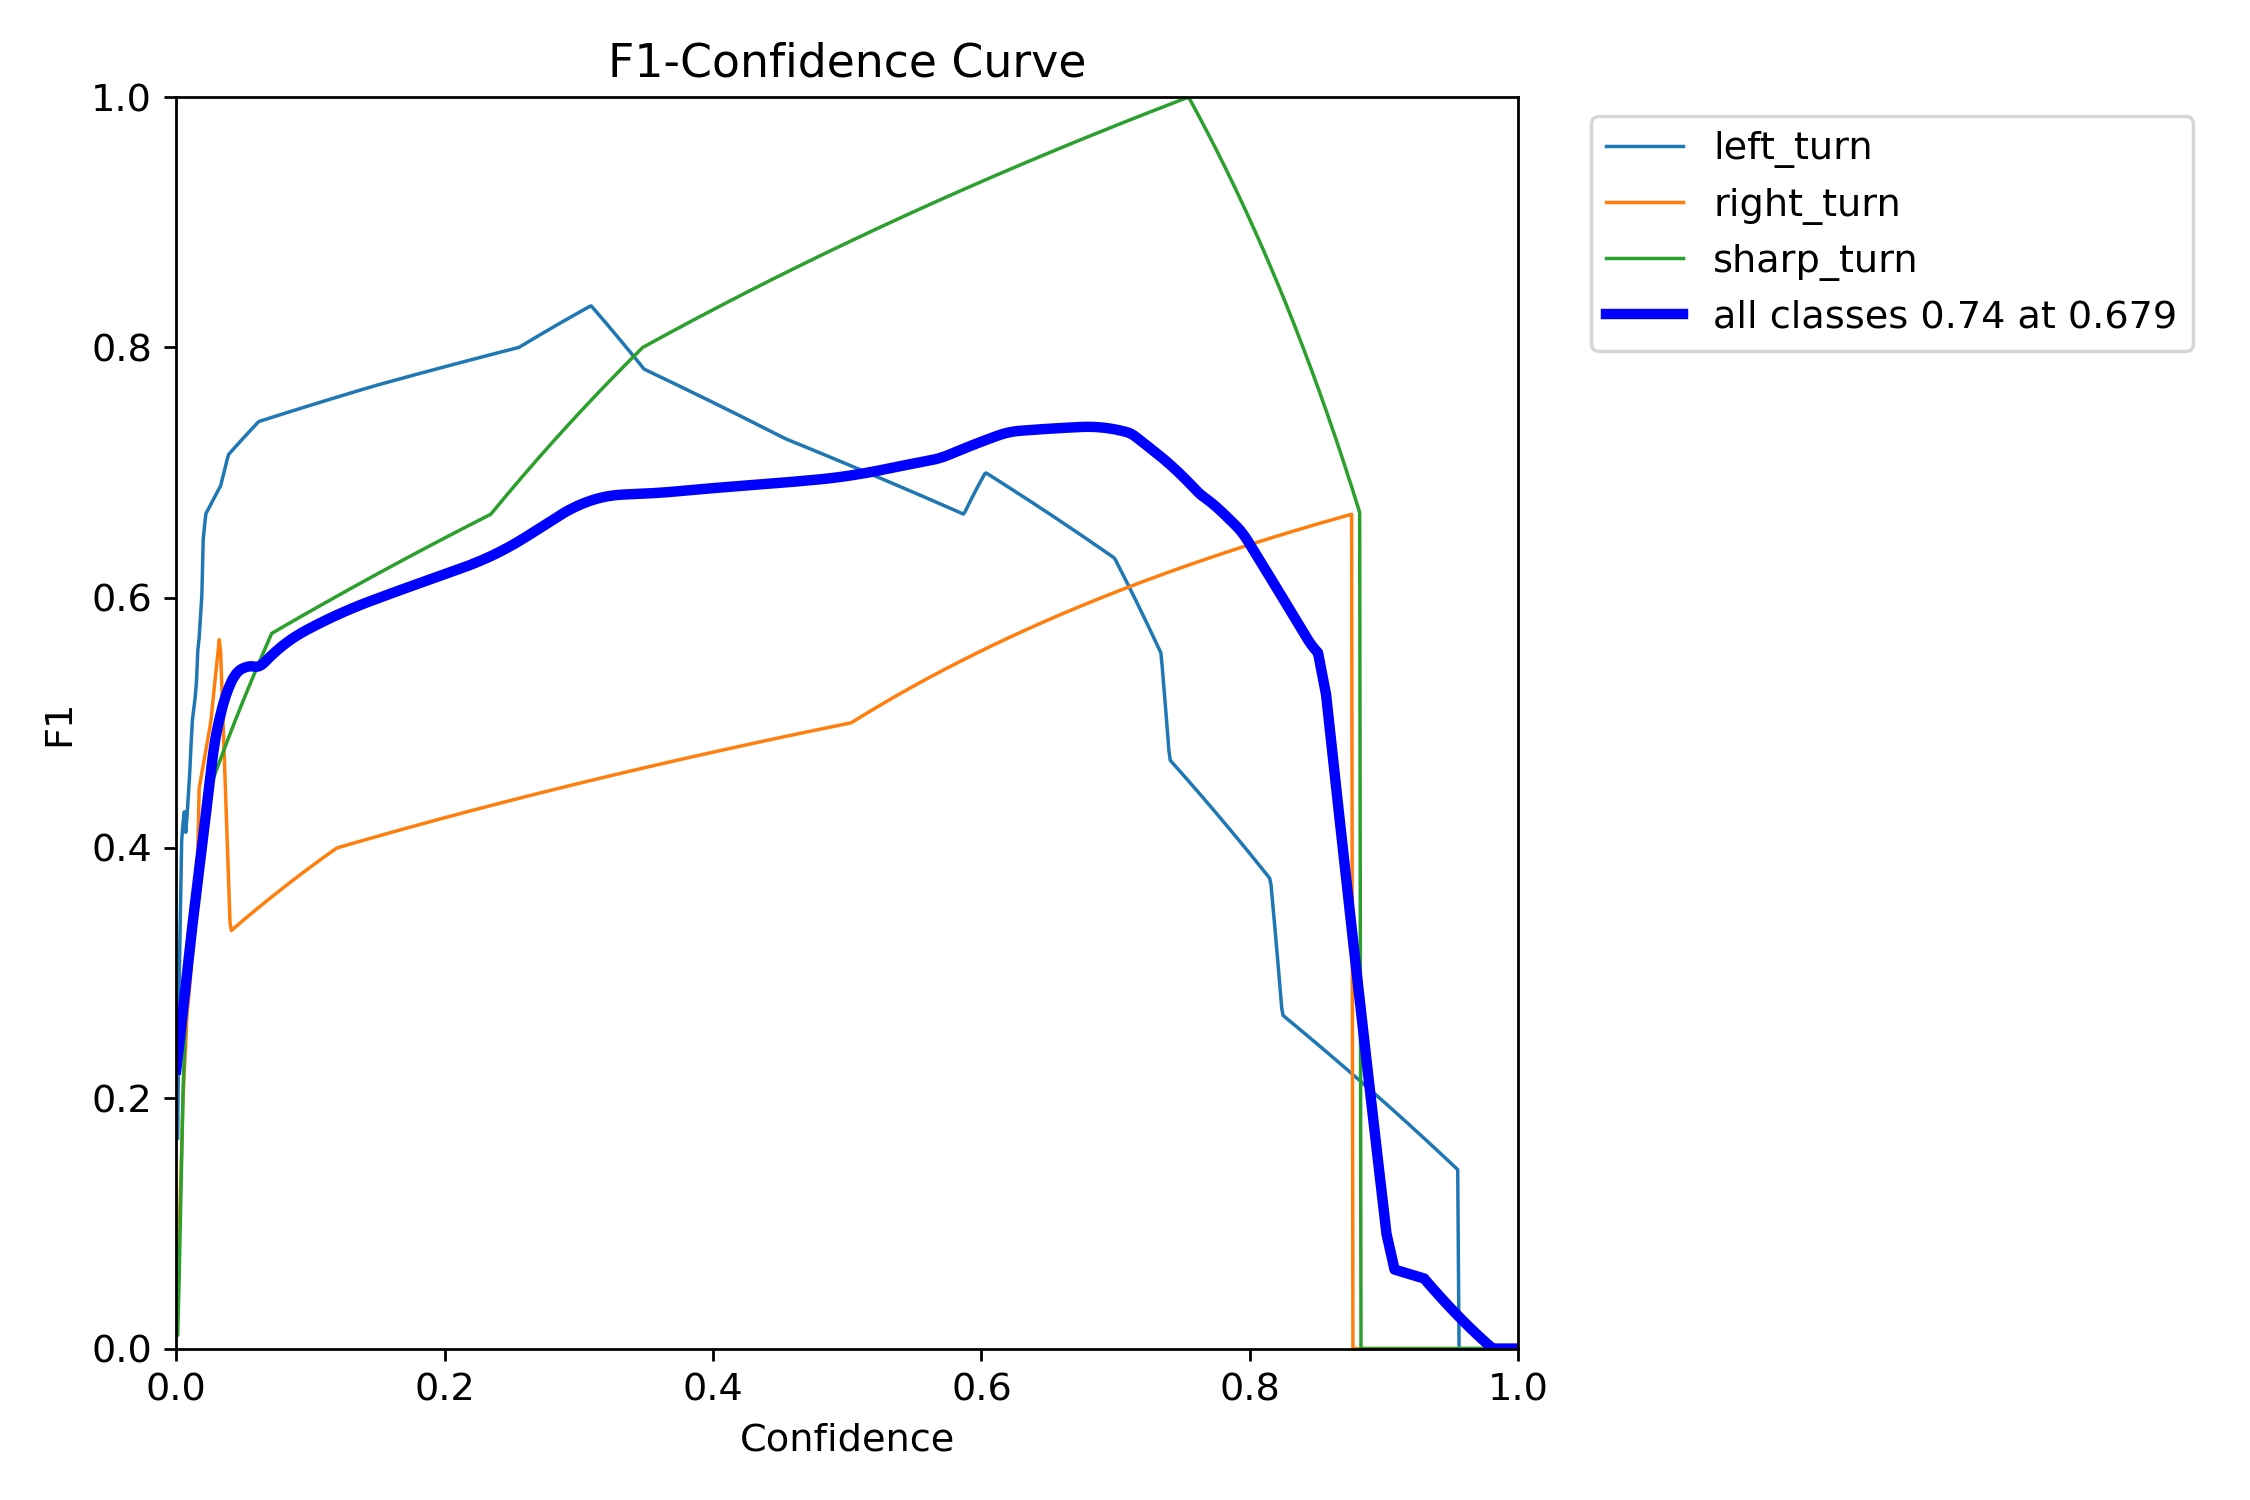 F1-Confidence Curve
1.0
0.8
0.6
0.4
0.2
0.0
F1
0.0 0.2 0.4 0.6 0.8 1.0
Confidence
left_turn
right_turn
sharp_turn
all classes 0.74 at 0.679